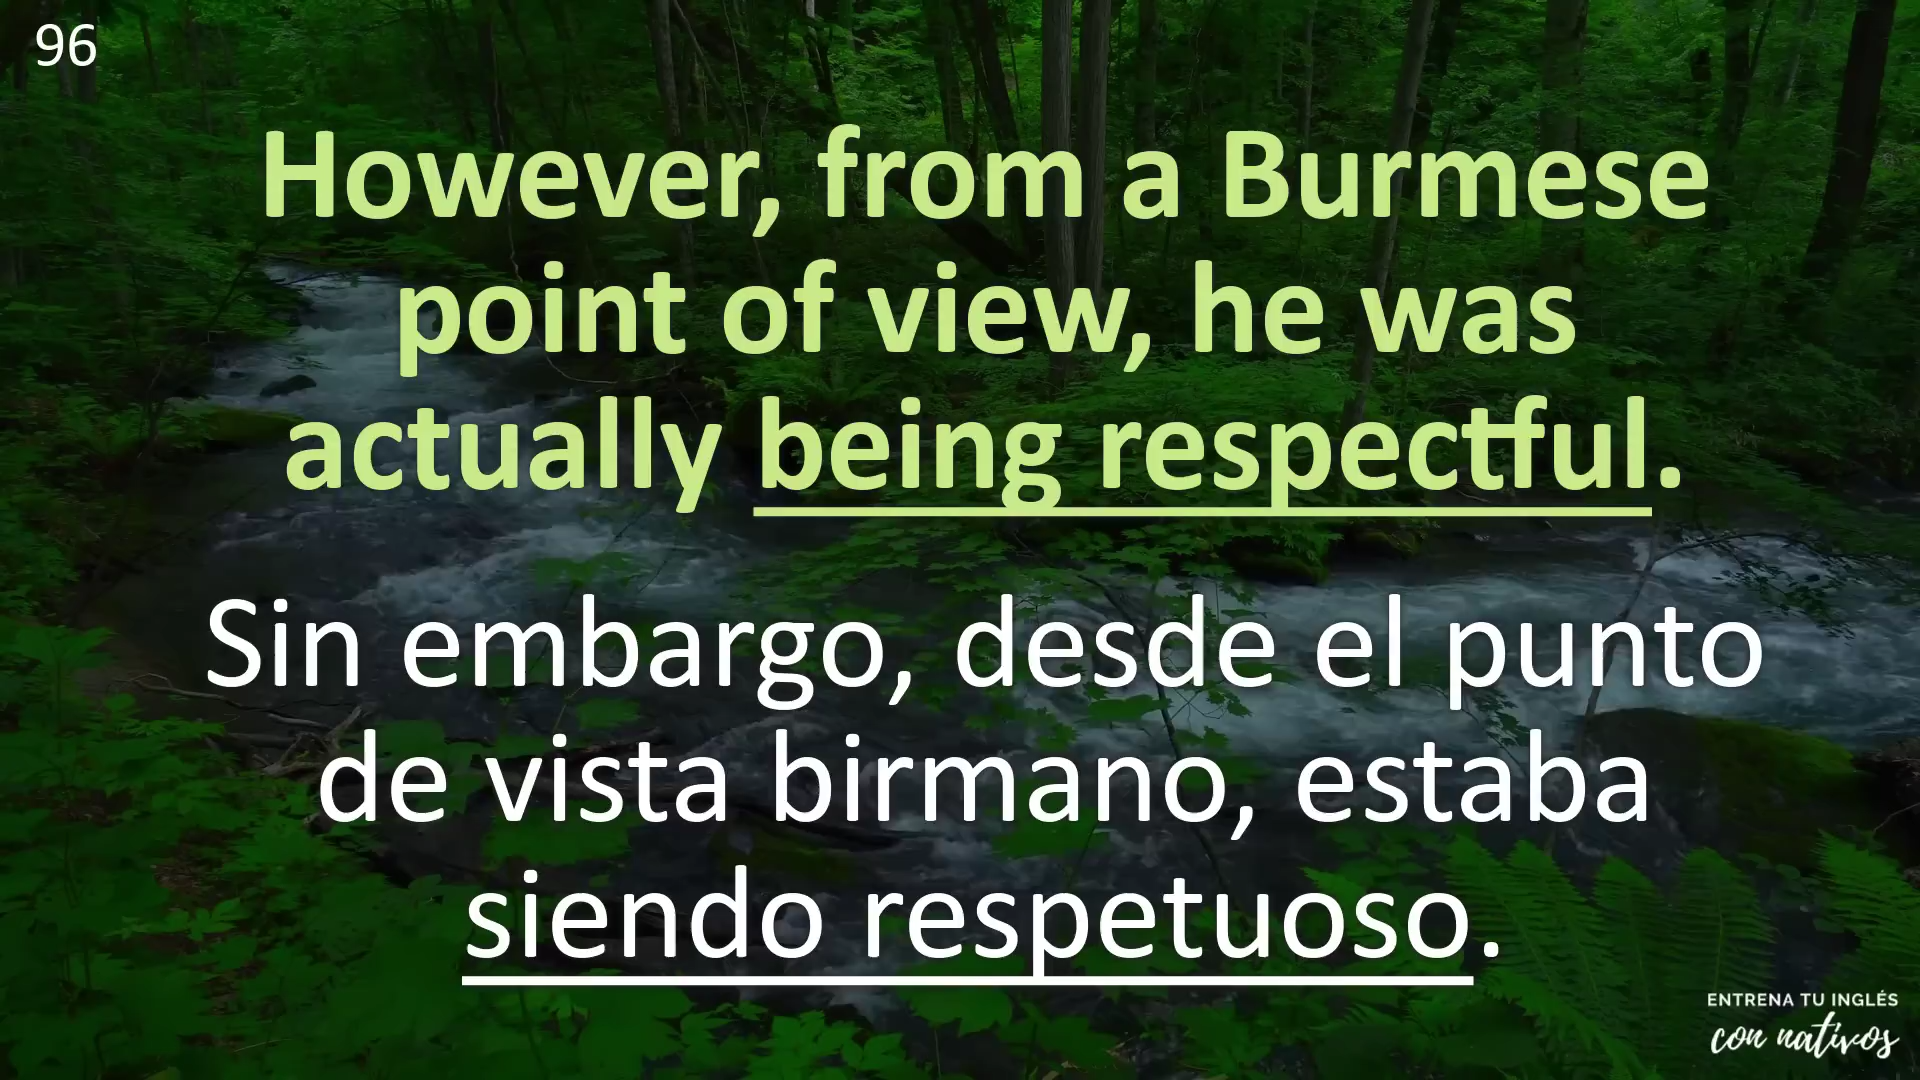 96
However, from a Burmese
point of view, he was
actually being respectful.
Sin embargo, desde el punto
de vista birmano, estaba
siendo respetuoso.
ENTRENA TU INGLÉS
con nativos